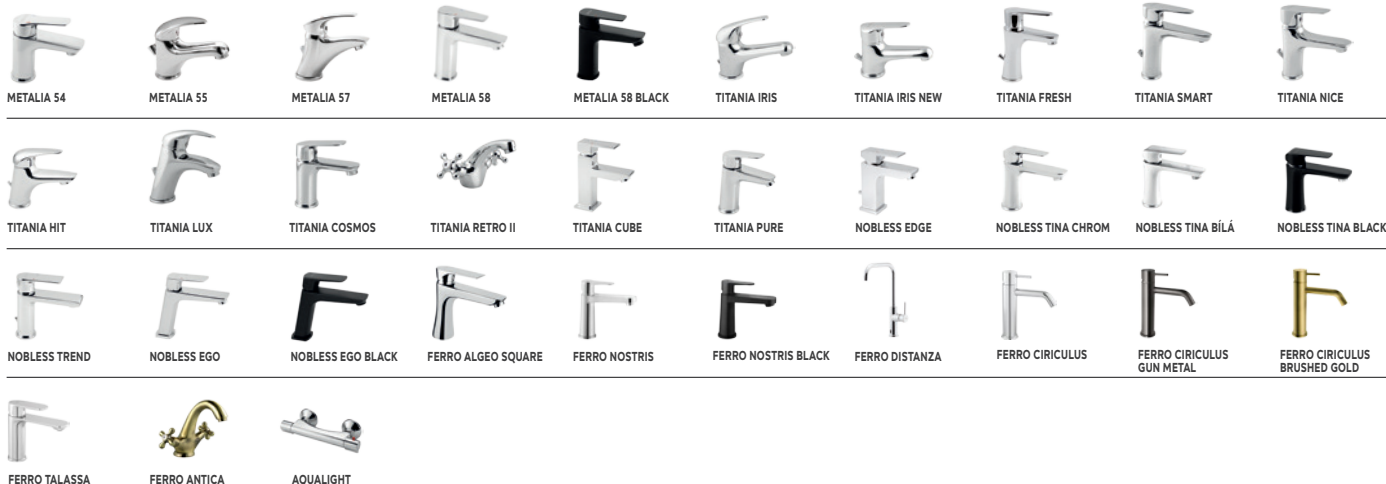 METALIA 54
METALIA 55
METALIA 57
METALIA 58
METALIA 58 BLACK
TITANIA IRIS
TITANIA IRIS NEW
TITANIA FRESH
TITANIA SMART
TITANIA NICE
TITANIA HIT
TITANIA LUX
TITANIA COSMOS
TITANIA RETRO II
TITANIA CUBE
TITANIA PURE
NOBLESS EDGE
NOBLESS TINA CHROM
NOBLESS TINA BÍLÁ
NOBLESS TINA BLACK
NOBLESS TREND
NOBLESS EGO
NOBLESS EGO BLACK
FERRO ALGEO SQUARE
FERRO NOSTRIS
FERRO NOSTRIS BLACK
FERRO DISTANZA
FERRO CIRICULUS
FERRO CIRICULUS
GUN METAL
FERRO CIRICULUS
BRUSHED GOLD
FERRO TALASSA
FERRO ANTICA
AQUALIGHT